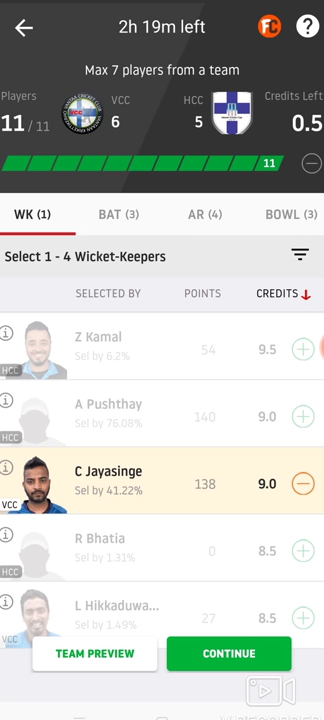 2h 19m left
FC
?
Max 7 players from a team
Players
VCC
HCC
Credits Left
11 / 11
6
5
0.5
11
WK (1)
BAT (3)
AR (4)
BOWL (3)
Select 1 - 4 Wicket-Keepers
SELECTED BY
POINTS
CREDITS
Z Kamal
Sel by 6.2%
54
9.5
HCC
A Pushthay
Sel by 76.08%
140
9.0
HCC
C Jayasinge
Sel by 41.22%
138
9.0
VCC
R Bhatia
Sel by 1.31%
0
8.5
HCC
L Hikkaduwa...
Sel by 1.49%
27
8.5
VCC
TEAM PREVIEW
CONTINUE